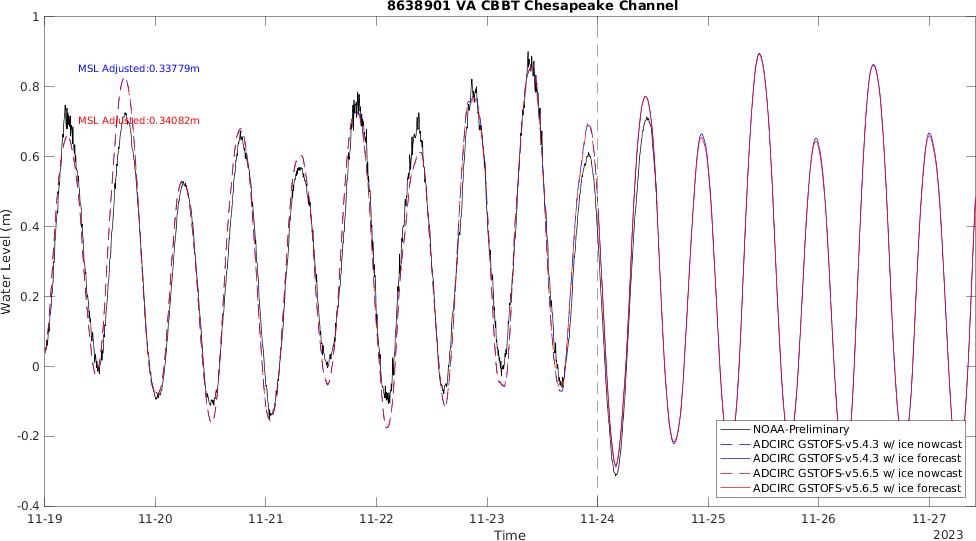 8638901 VA CBBT Chesapeake Channel
1
MSL Adjusted:0.33779m
0.8
MSL Adjusted:0.34082m
0.6
Water Level (m)
0.4
0.2
0
-0.2
NOAA-Preliminary
ADCIRC GSTOFS-v5.4.3 w/ ice nowcast
ADCIRC GSTOFS-v5.4.3 w/ ice forecast
ADCIRC GSTOFS-v5.6.5 w/ ice nowcast
ADCIRC GSTOFS-v5.6.5 w/ ice forecast
-0.4
11-19 11-20 11-21 11-22 11-23 11-24 11-25 11-26 11-27
Time
2023